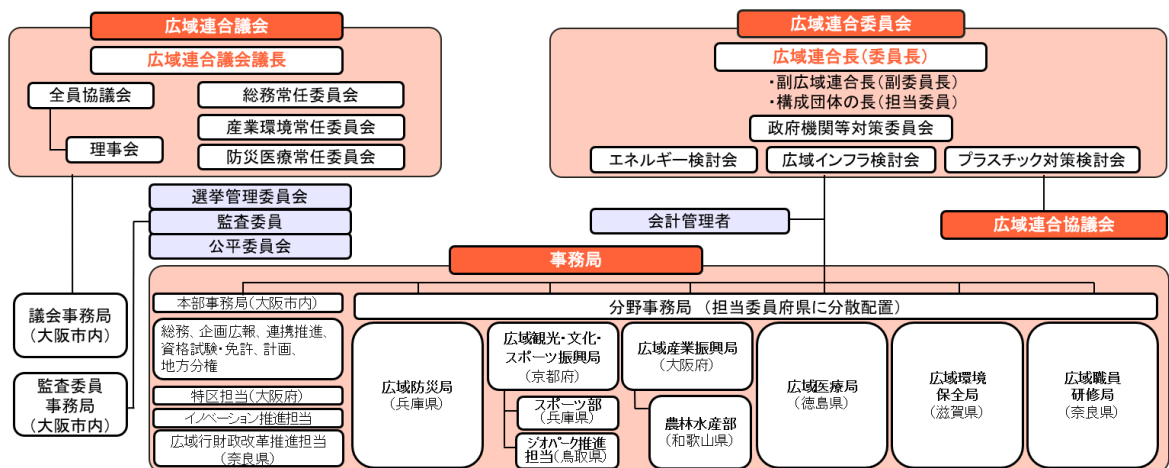 広域連合議会
広域連合議会議長
全員協議会
理事会
総務常任委員会
産業環境常任委員会
防災医療常任委員会
広域連合委員会
広域連合長(委員長)
・副広域連合長(副委員長)
・構成団体の長(担当委員)
政府機関等対策委員会
エネルギー検討会
広域インフラ検討会
プラスチック対策検討会
選挙管理委員会
監査委員
公平委員会
会計管理者
広域連合協議会
議会事務局
(大阪市内)
監査委員
事務局
(大阪市内)
事務局
本部事務局(大阪市内)
総務、企画広報、連携推進、
資格試験・免許、計画、
地方分権
特区担当(大阪府)
イノベーション推進担当
広域行財政改革推進担当
(奈良県)
分野事務局 (担当委員府県に分散配置)
広域防災局
(兵庫県)
広域観光・文化・
スポーツ振興局
(京都府)
スポーツ部
(兵庫県)
ジオパーク推進
担当(鳥取県)
広域産業振興局
(大阪府)
農林水産部
(和歌山県)
広域医療局
(徳島県)
広域環境
保全局
(滋賀県)
広域職員
研修局
(奈良県)